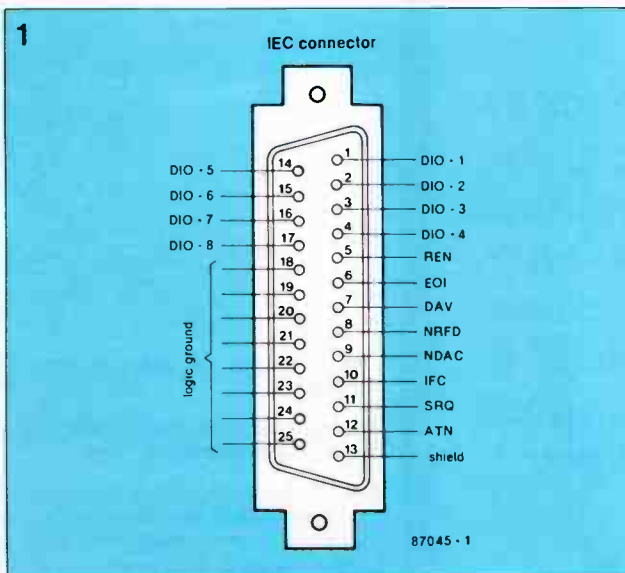 1
IEC connector
DIO - 5 14 1 DIO - 1
DIO - 6 15 2 DIO - 2
DIO - 7 16 3 DIO - 3
DIO - 8 17 4 DIO - 4
18 5 REN
19 6 EOI
20 7 DAV
21 8 NRFD
22 9 NDAC
23 10 IFC
24 11 SRQ
25 12 ATN
13 shield
logic ground
87045 - 1